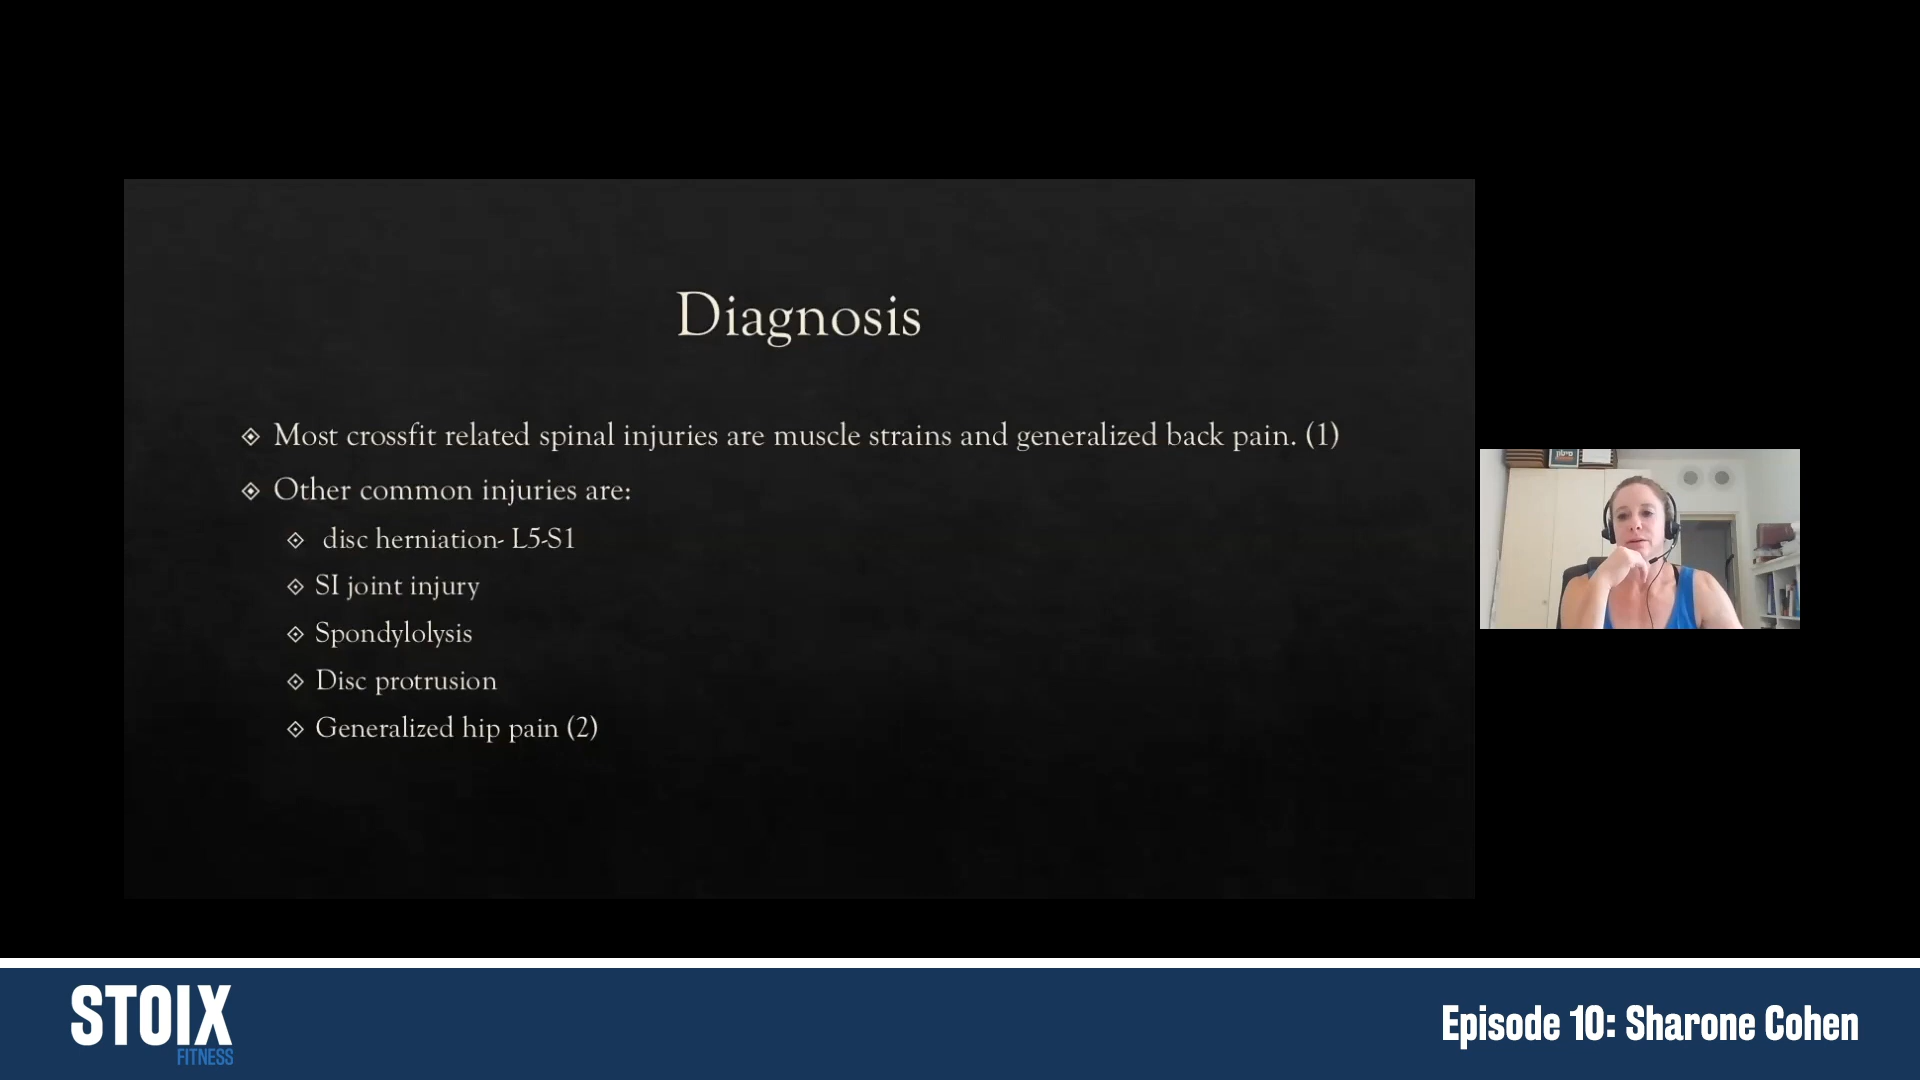 Diagnosis
Most crossfit related spinal injuries are muscle strains and generalized back pain. (1)
Other common injuries are:
disc herniation- L5-S1
SI joint injury
Spondylolysis
Disc protrusion
Generalized hip pain (2)
STOIX
FITNESS
Episode 10: Sharone Cohen